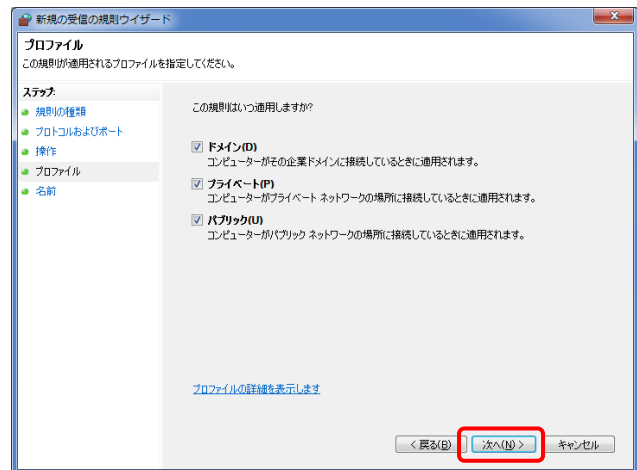 新規の受信の規則ウィザード
プロファイル
この規則が適用されるプロファイルを指定してください。
ステップ:
規則の種類
プロトコルおよびポート
操作
プロファイル
名前
この規則はいつ適用しますか?
ドメイン(D)
コンピューターがその企業ドメインに接続しているときに適用されます。
プライベート(P)
コンピューターがプライベート ネットワークの場所に接続しているときに適用されます。
パブリック(U)
コンピューターがパブリック ネットワークの場所に接続しているときに適用されます。
プロファイルの詳細を表示します
< 戻る(B) 次へ(N) > キャンセル